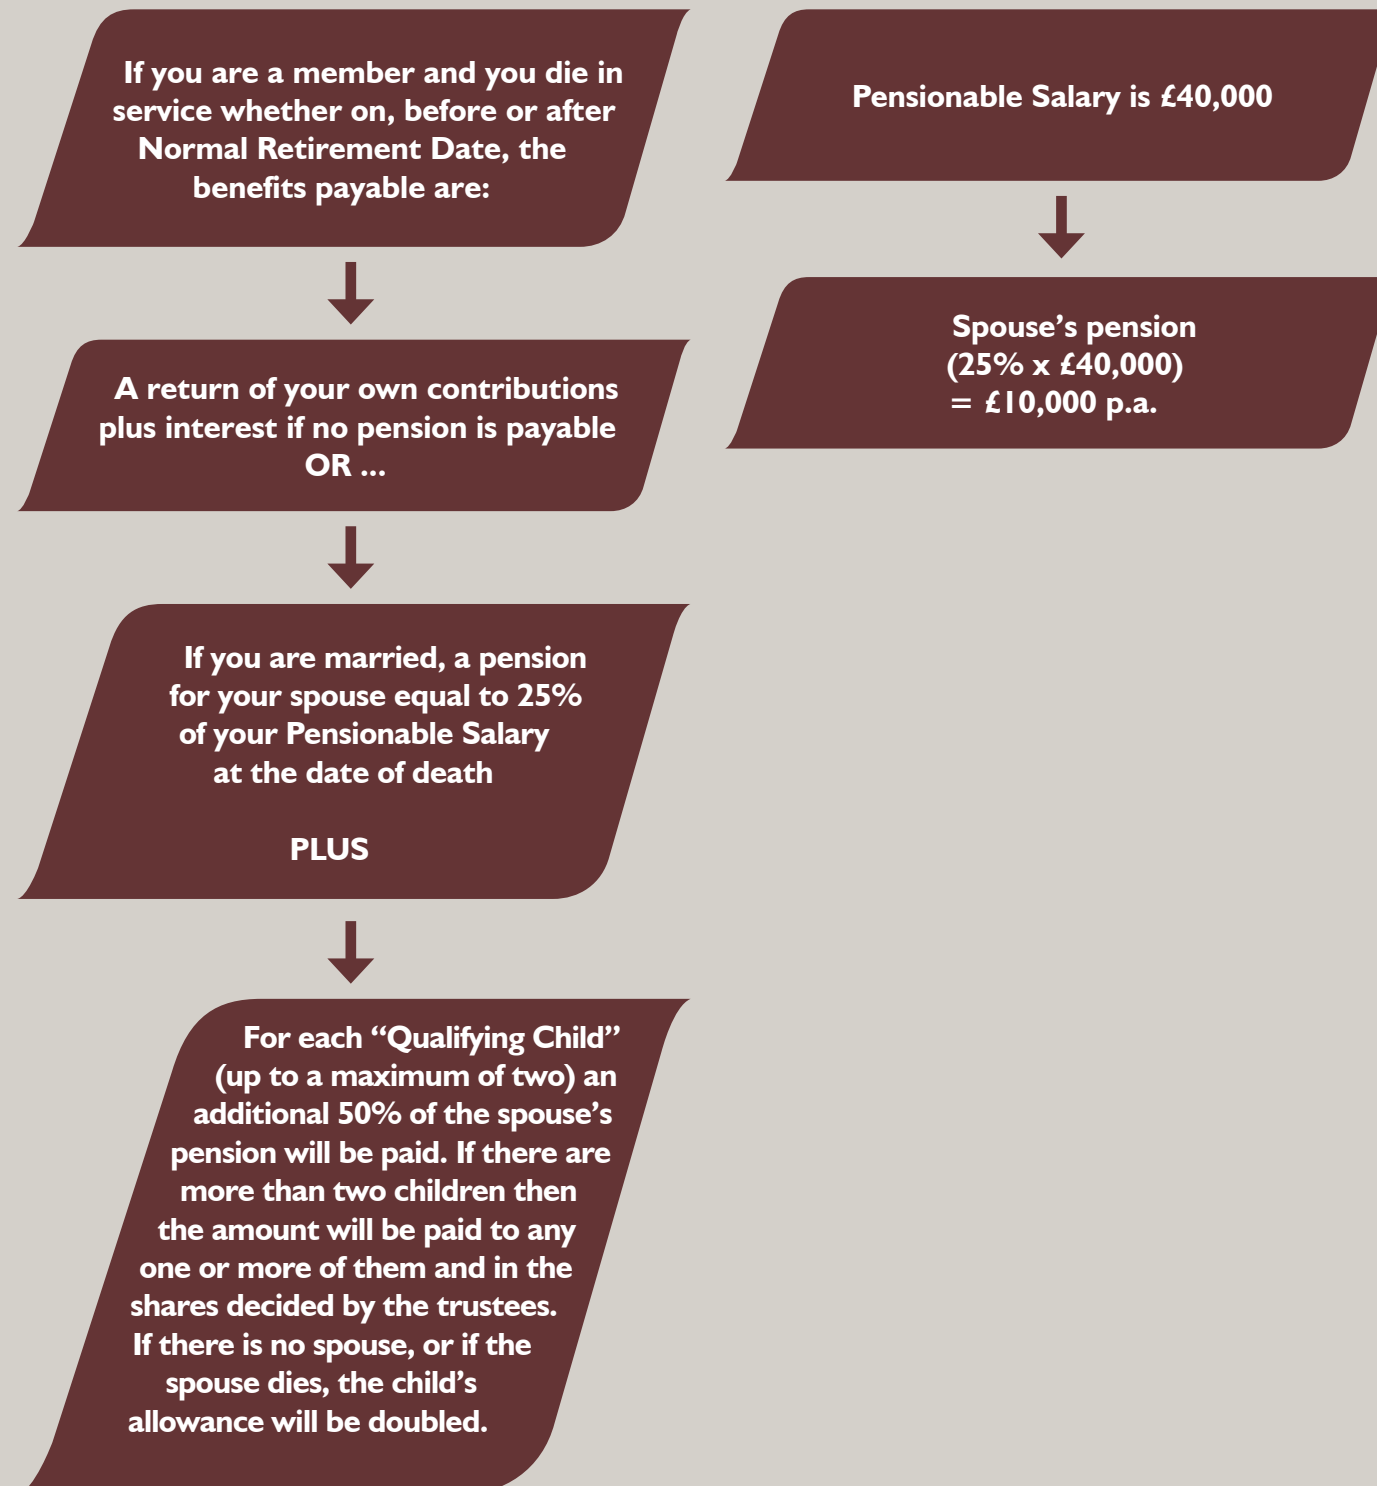 If you are a member and you die in
service whether on, before or after
Normal Retirement Date, the
benefits payable are:
A return of your own contributions
plus interest if no pension is payable
OR ...
If you are married, a pension
for your spouse equal to 25%
of your Pensionable Salary
at the date of death
PLUS
For each “Qualifying Child”
(up to a maximum of two) an
additional 50% of the spouse’s
pension will be paid. If there are
more than two children then
the amount will be paid to any
one or more of them and in the
shares decided by the trustees.
If there is no spouse, or if the
spouse dies, the child’s
allowance will be doubled.
Pensionable Salary is £40,000
Spouse’s pension
(25% x £40,000)
= £10,000 p.a.